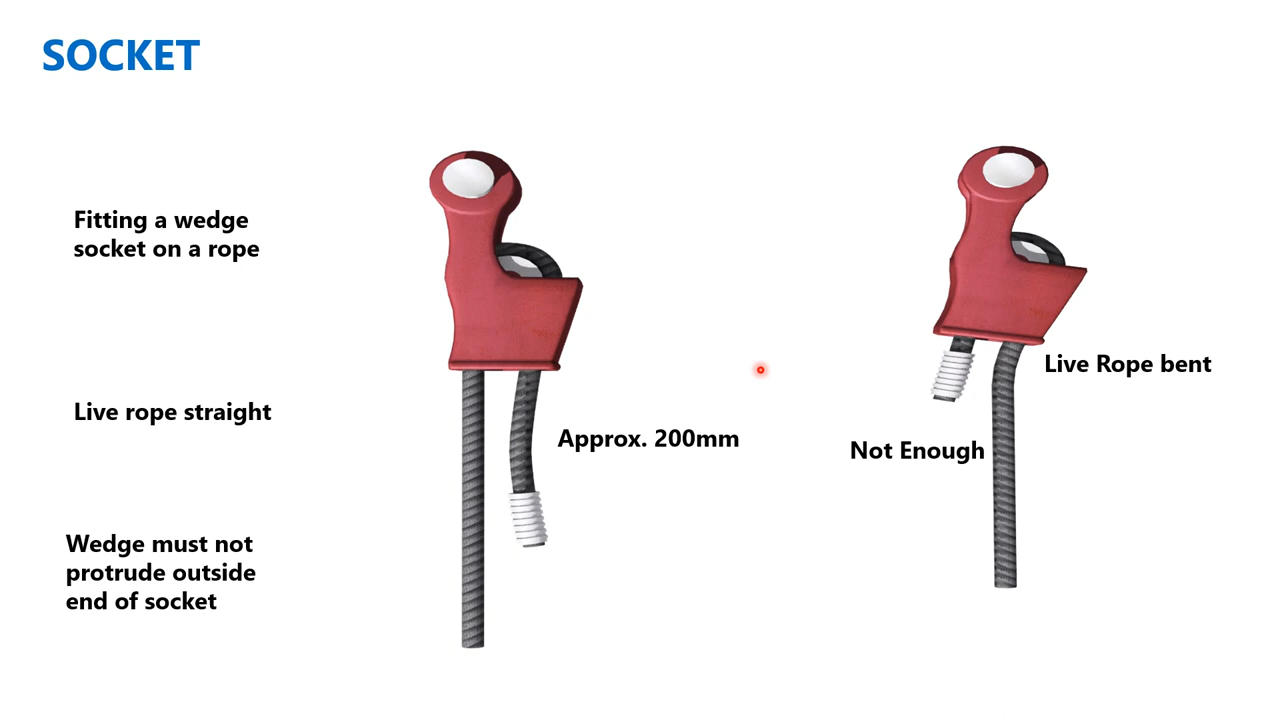 SOCKET
Fitting a wedge
socket on a rope
Live rope straight
Wedge must not
protrude outside
end of socket
Approx. 200mm
Not Enough
Live Rope bent